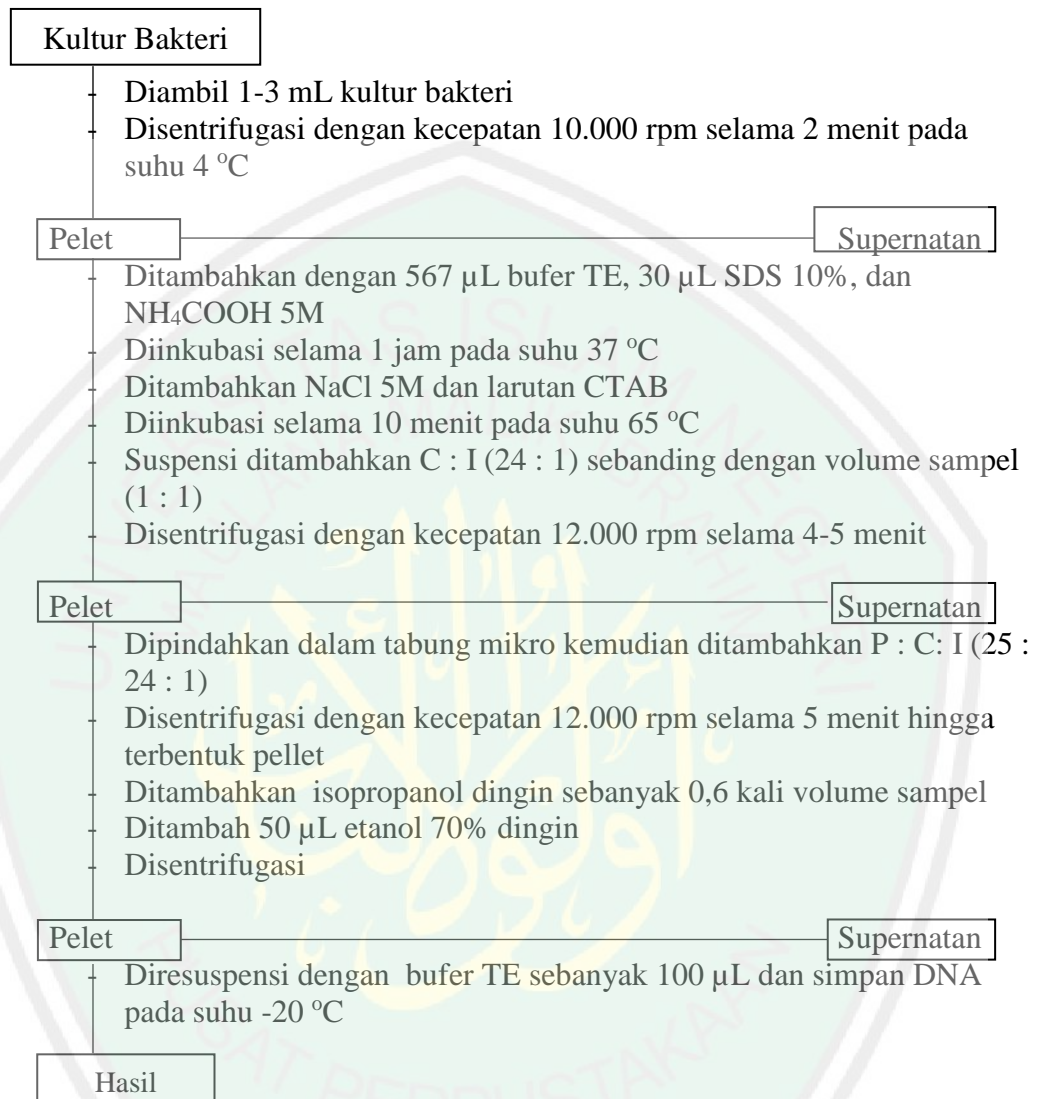 Kultur Bakteri
- Diambil 1-3 mL kultur bakteri
- Disentrifugasi dengan kecepatan 10.000 rpm selama 2 menit pada
suhu 4 °C
Pelet Supernatan
- Ditambahkan dengan 567 µL bufer TE, 30 µL SDS 10%, dan
NH₄COOH 5M
- Diinkubasi selama 1 jam pada suhu 37 °C
- Ditambahkan NaCl 5M dan larutan CTAB
- Diinkubasi selama 10 menit pada suhu 65 °C
- Suspensi ditambahkan C : I (24 : 1) sebanding dengan volume sampel
(1 : 1)
- Disentrifugasi dengan kecepatan 12.000 rpm selama 4-5 menit
Pelet Supernatan
- Dipindahkan dalam tabung mikro kemudian ditambahkan P : C: I (25 :
24 : 1)
- Disentrifugasi dengan kecepatan 12.000 rpm selama 5 menit hingga
terbentuk pellet
- Ditambahkan isopropanol dingin sebanyak 0,6 kali volume sampel
- Ditambah 50 µL etanol 70% dingin
- Disentrifugasi
Pelet Supernatan
- Diresuspensi dengan bufer TE sebanyak 100 µL dan simpan DNA
pada suhu -20 °C
Hasil